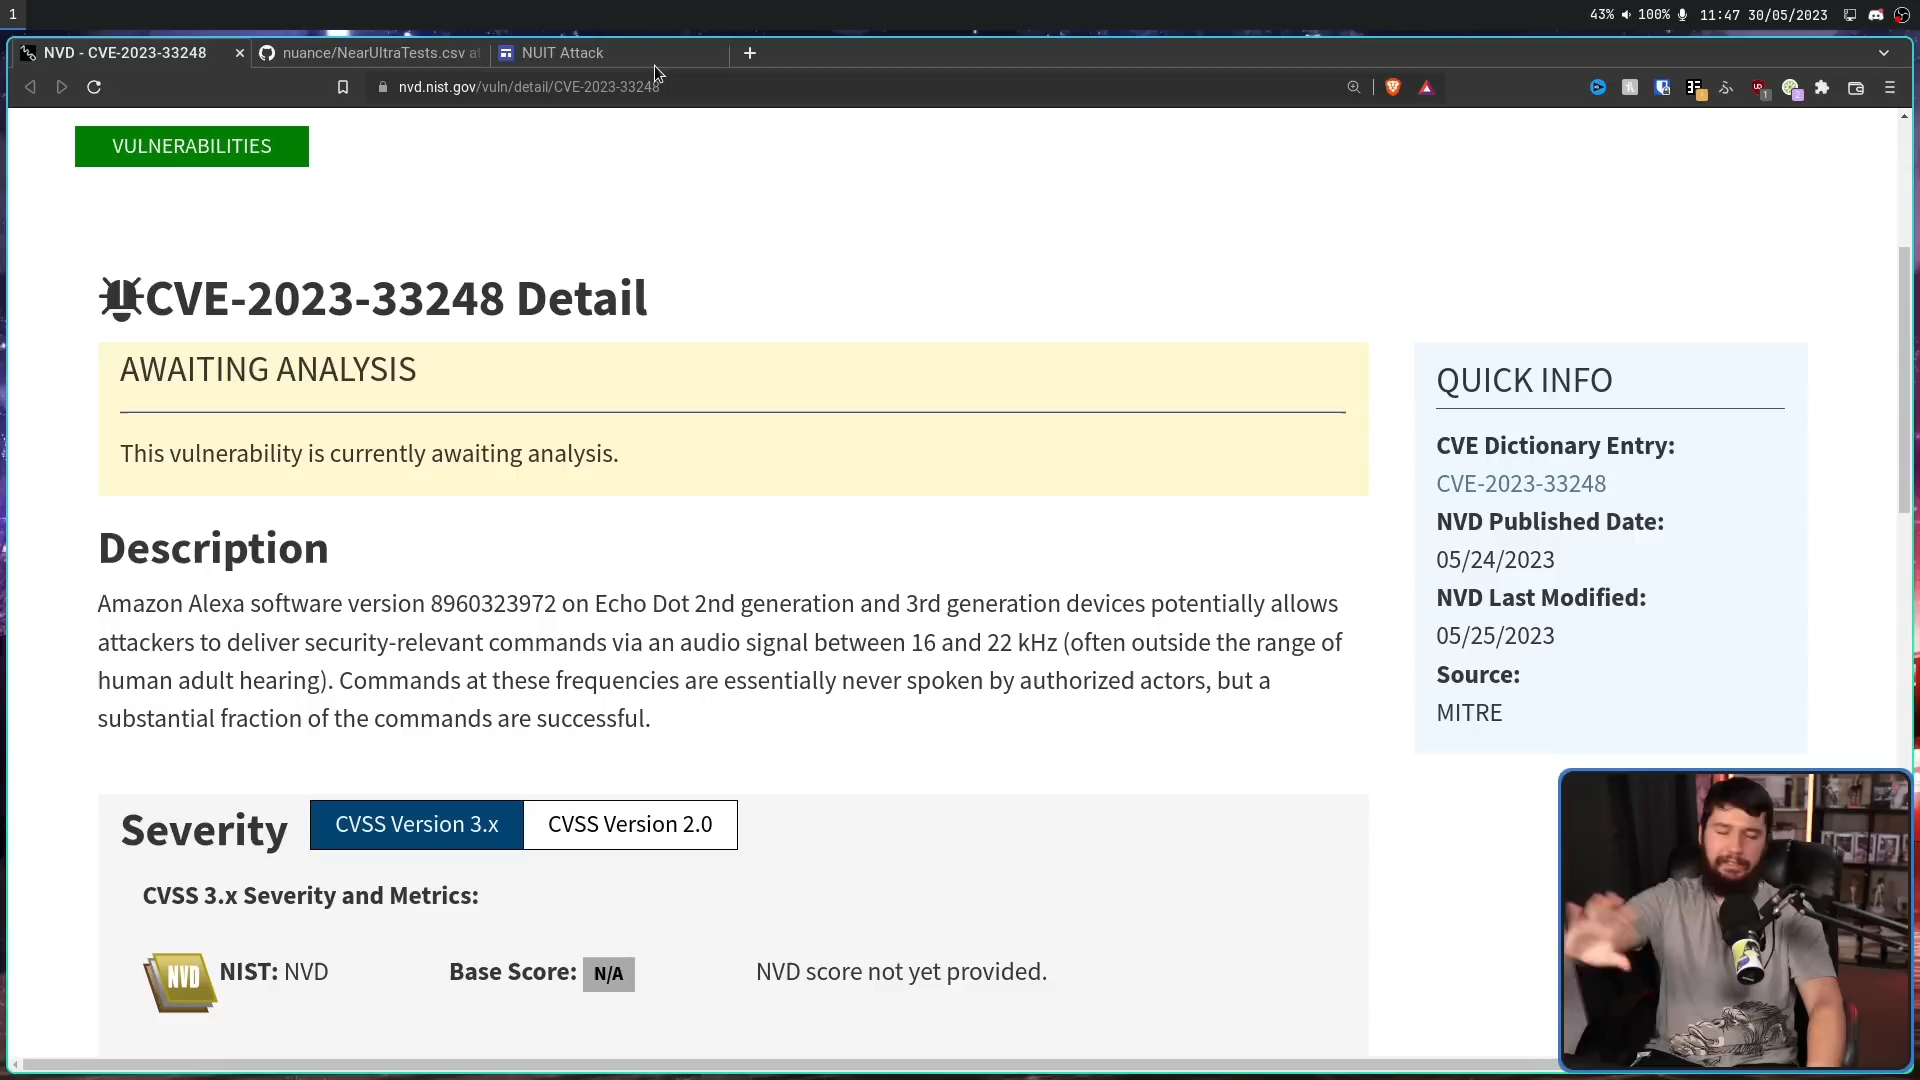 1
43% 100% 11:47 30/05/2023
NVD - CVE-2023-33248
nuance/NearUltraTests.csv at
NUIT Attack
nvd.nist.gov/vuln/detail/CVE-2023-33248
VULNERABILITIES
CVE-2023-33248 Detail
AWAITING ANALYSIS
This vulnerability is currently awaiting analysis.
QUICK INFO
CVE Dictionary Entry:
CVE-2023-33248
NVD Published Date:
05/24/2023
NVD Last Modified:
05/25/2023
Source:
MITRE
Description
Amazon Alexa software version 8960323972 on Echo Dot 2nd generation and 3rd generation devices potentially allows
attackers to deliver security-relevant commands via an audio signal between 16 and 22 kHz (often outside the range of
human adult hearing). Commands at these frequencies are essentially never spoken by authorized actors, but a
substantial fraction of the commands are successful.
Severity
CVSS Version 3.x
CVSS Version 2.0
CVSS 3.x Severity and Metrics:
NVD
NIST: NVD
Base Score: N/A
NVD score not yet provided.